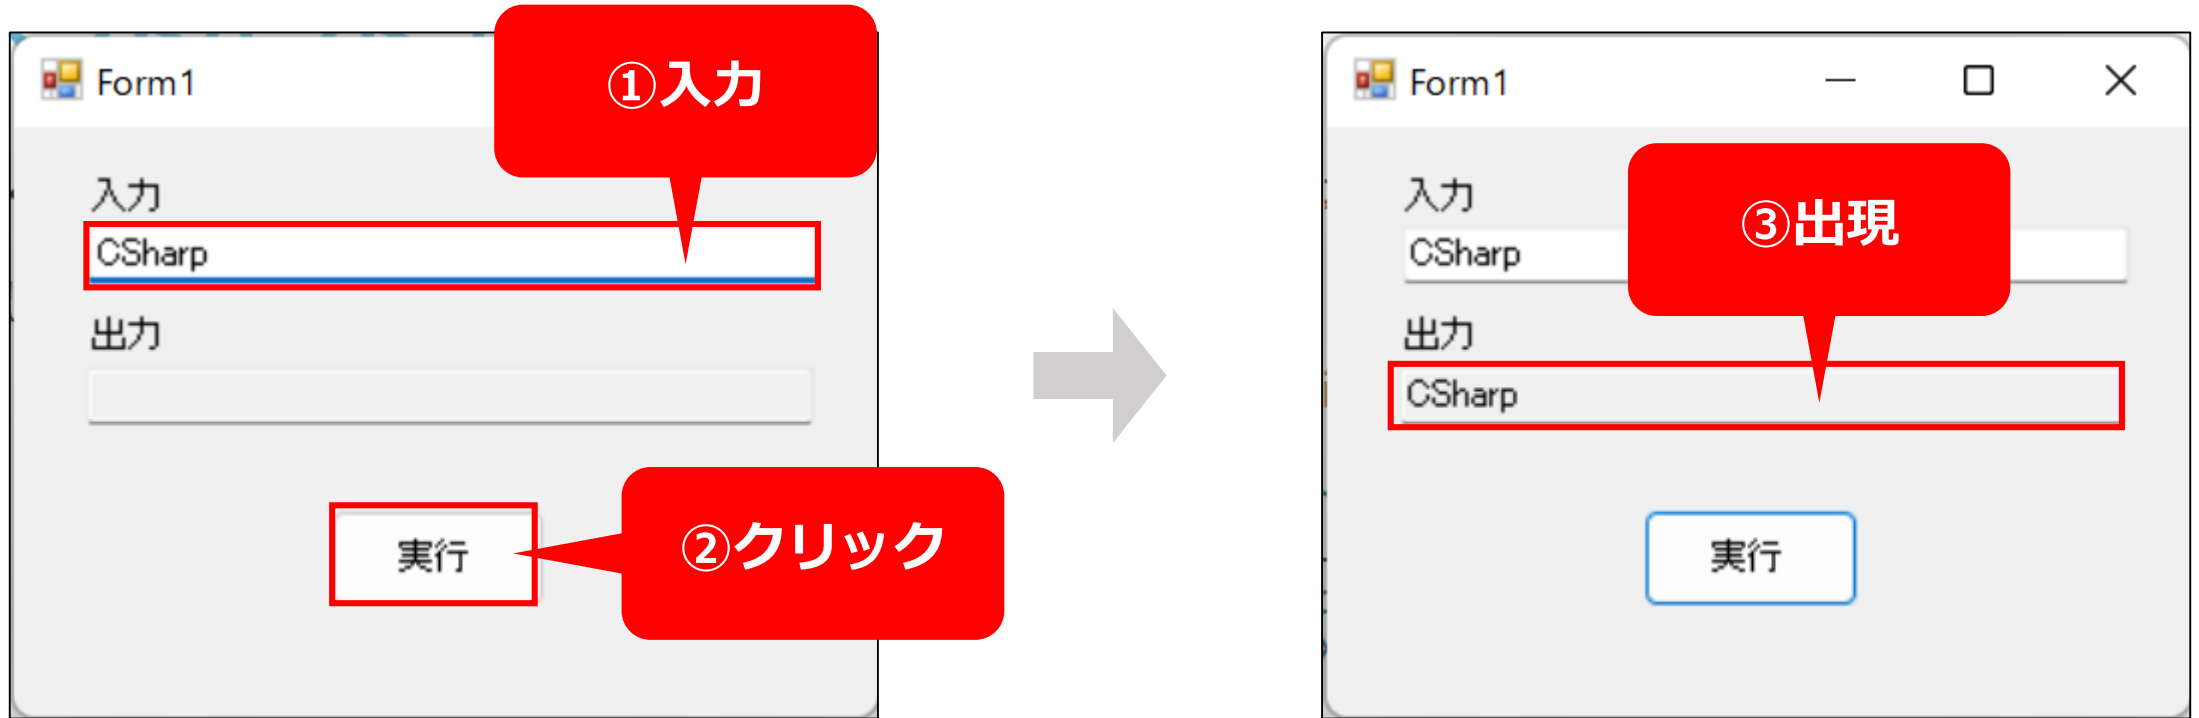 Form1
①入力
入力
CSharp
出力
実行
②クリック
Form1
入力
③出現
CSharp
出力
CSharp
実行